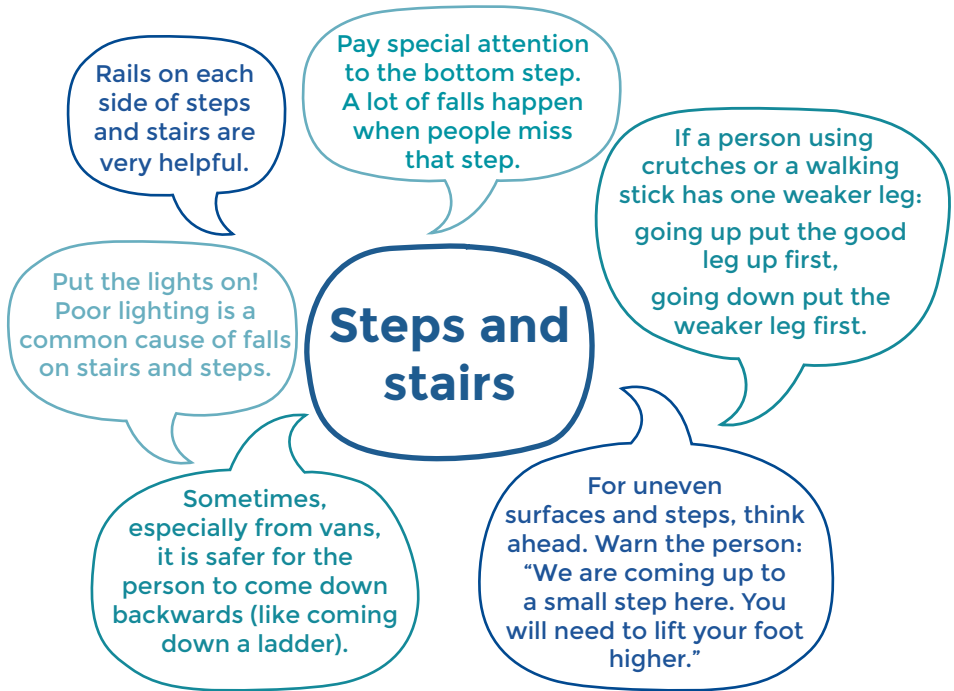 Rails on each
side of steps
and stairs are
very helpful.
Pay special attention
to the bottom step.
A lot of falls happen
when people miss
that step.
If a person using
crutches or a walking
stick has one weaker leg:
going up put the good
leg up first,
going down put the
weaker leg first.
Put the lights on!
Poor lighting is a
common cause of falls
on stairs and steps.
Steps and
stairs
Sometimes,
especially from vans,
it is safer for the
person to come down
backwards (like coming
down a ladder).
For uneven
surfaces and steps, think
ahead. Warn the person:
“We are coming up to
a small step here. You
will need to lift your foot
higher.”